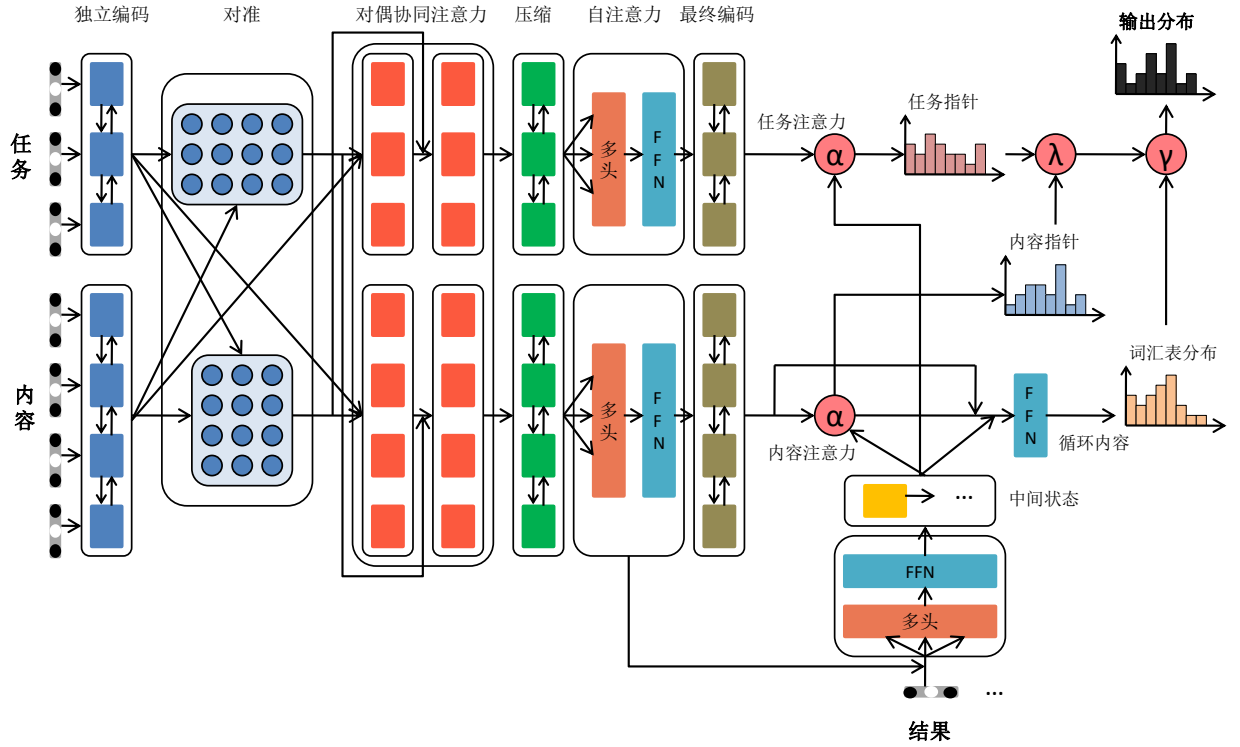 独立编码
对准
对偶协同注意力
压缩
自注意力
最终编码
输出分布
任务
多头
FFN
任务注意力
α
任务指针
λ
γ
内容指针
内容
多头
FFN
α
内容注意力
FFN
循环内容
词汇表分布
...
中间状态
FFN
多头
...
结果